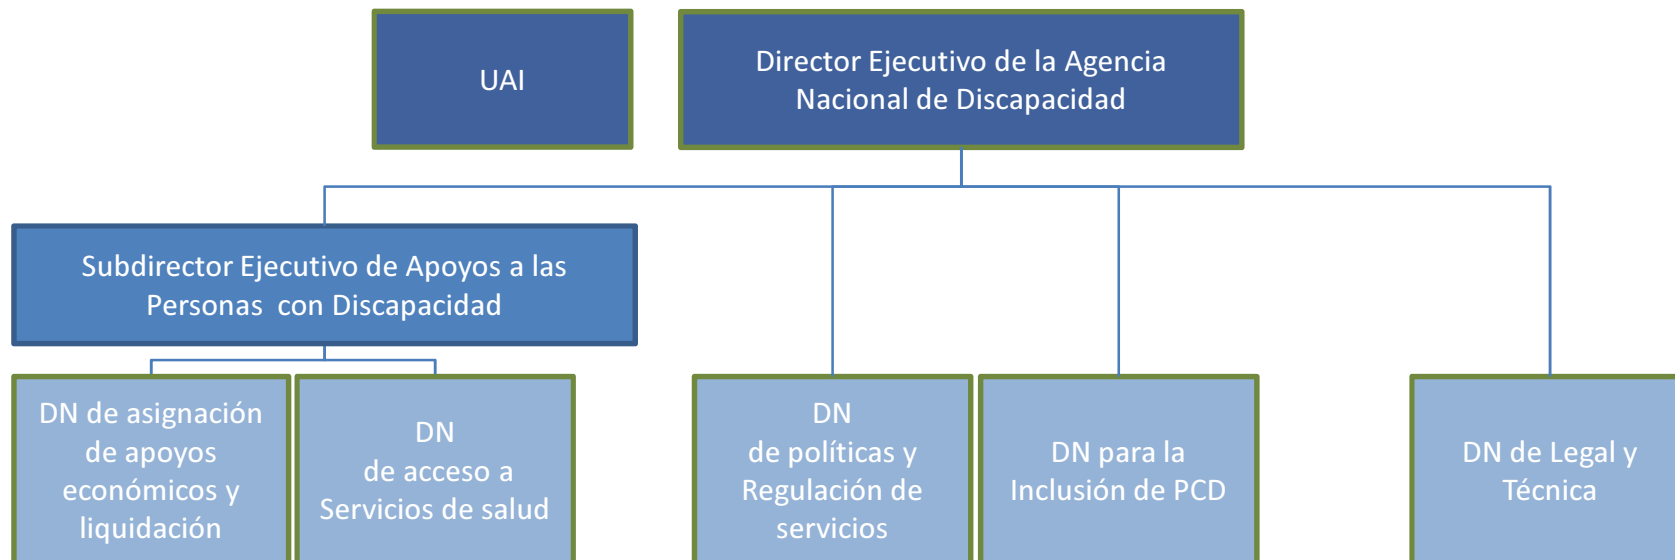 UAI
Director Ejecutivo de la Agencia
Nacional de Discapacidad
Subdirector Ejecutivo de Apoyos a las
Personas  con Discapacidad
DN de asignación
de apoyos
económicos y
liquidación
DN
de acceso a
Servicios de salud
DN
de políticas y
Regulación de
servicios
DN para la
Inclusión de PCD
DN de Legal y
Técnica